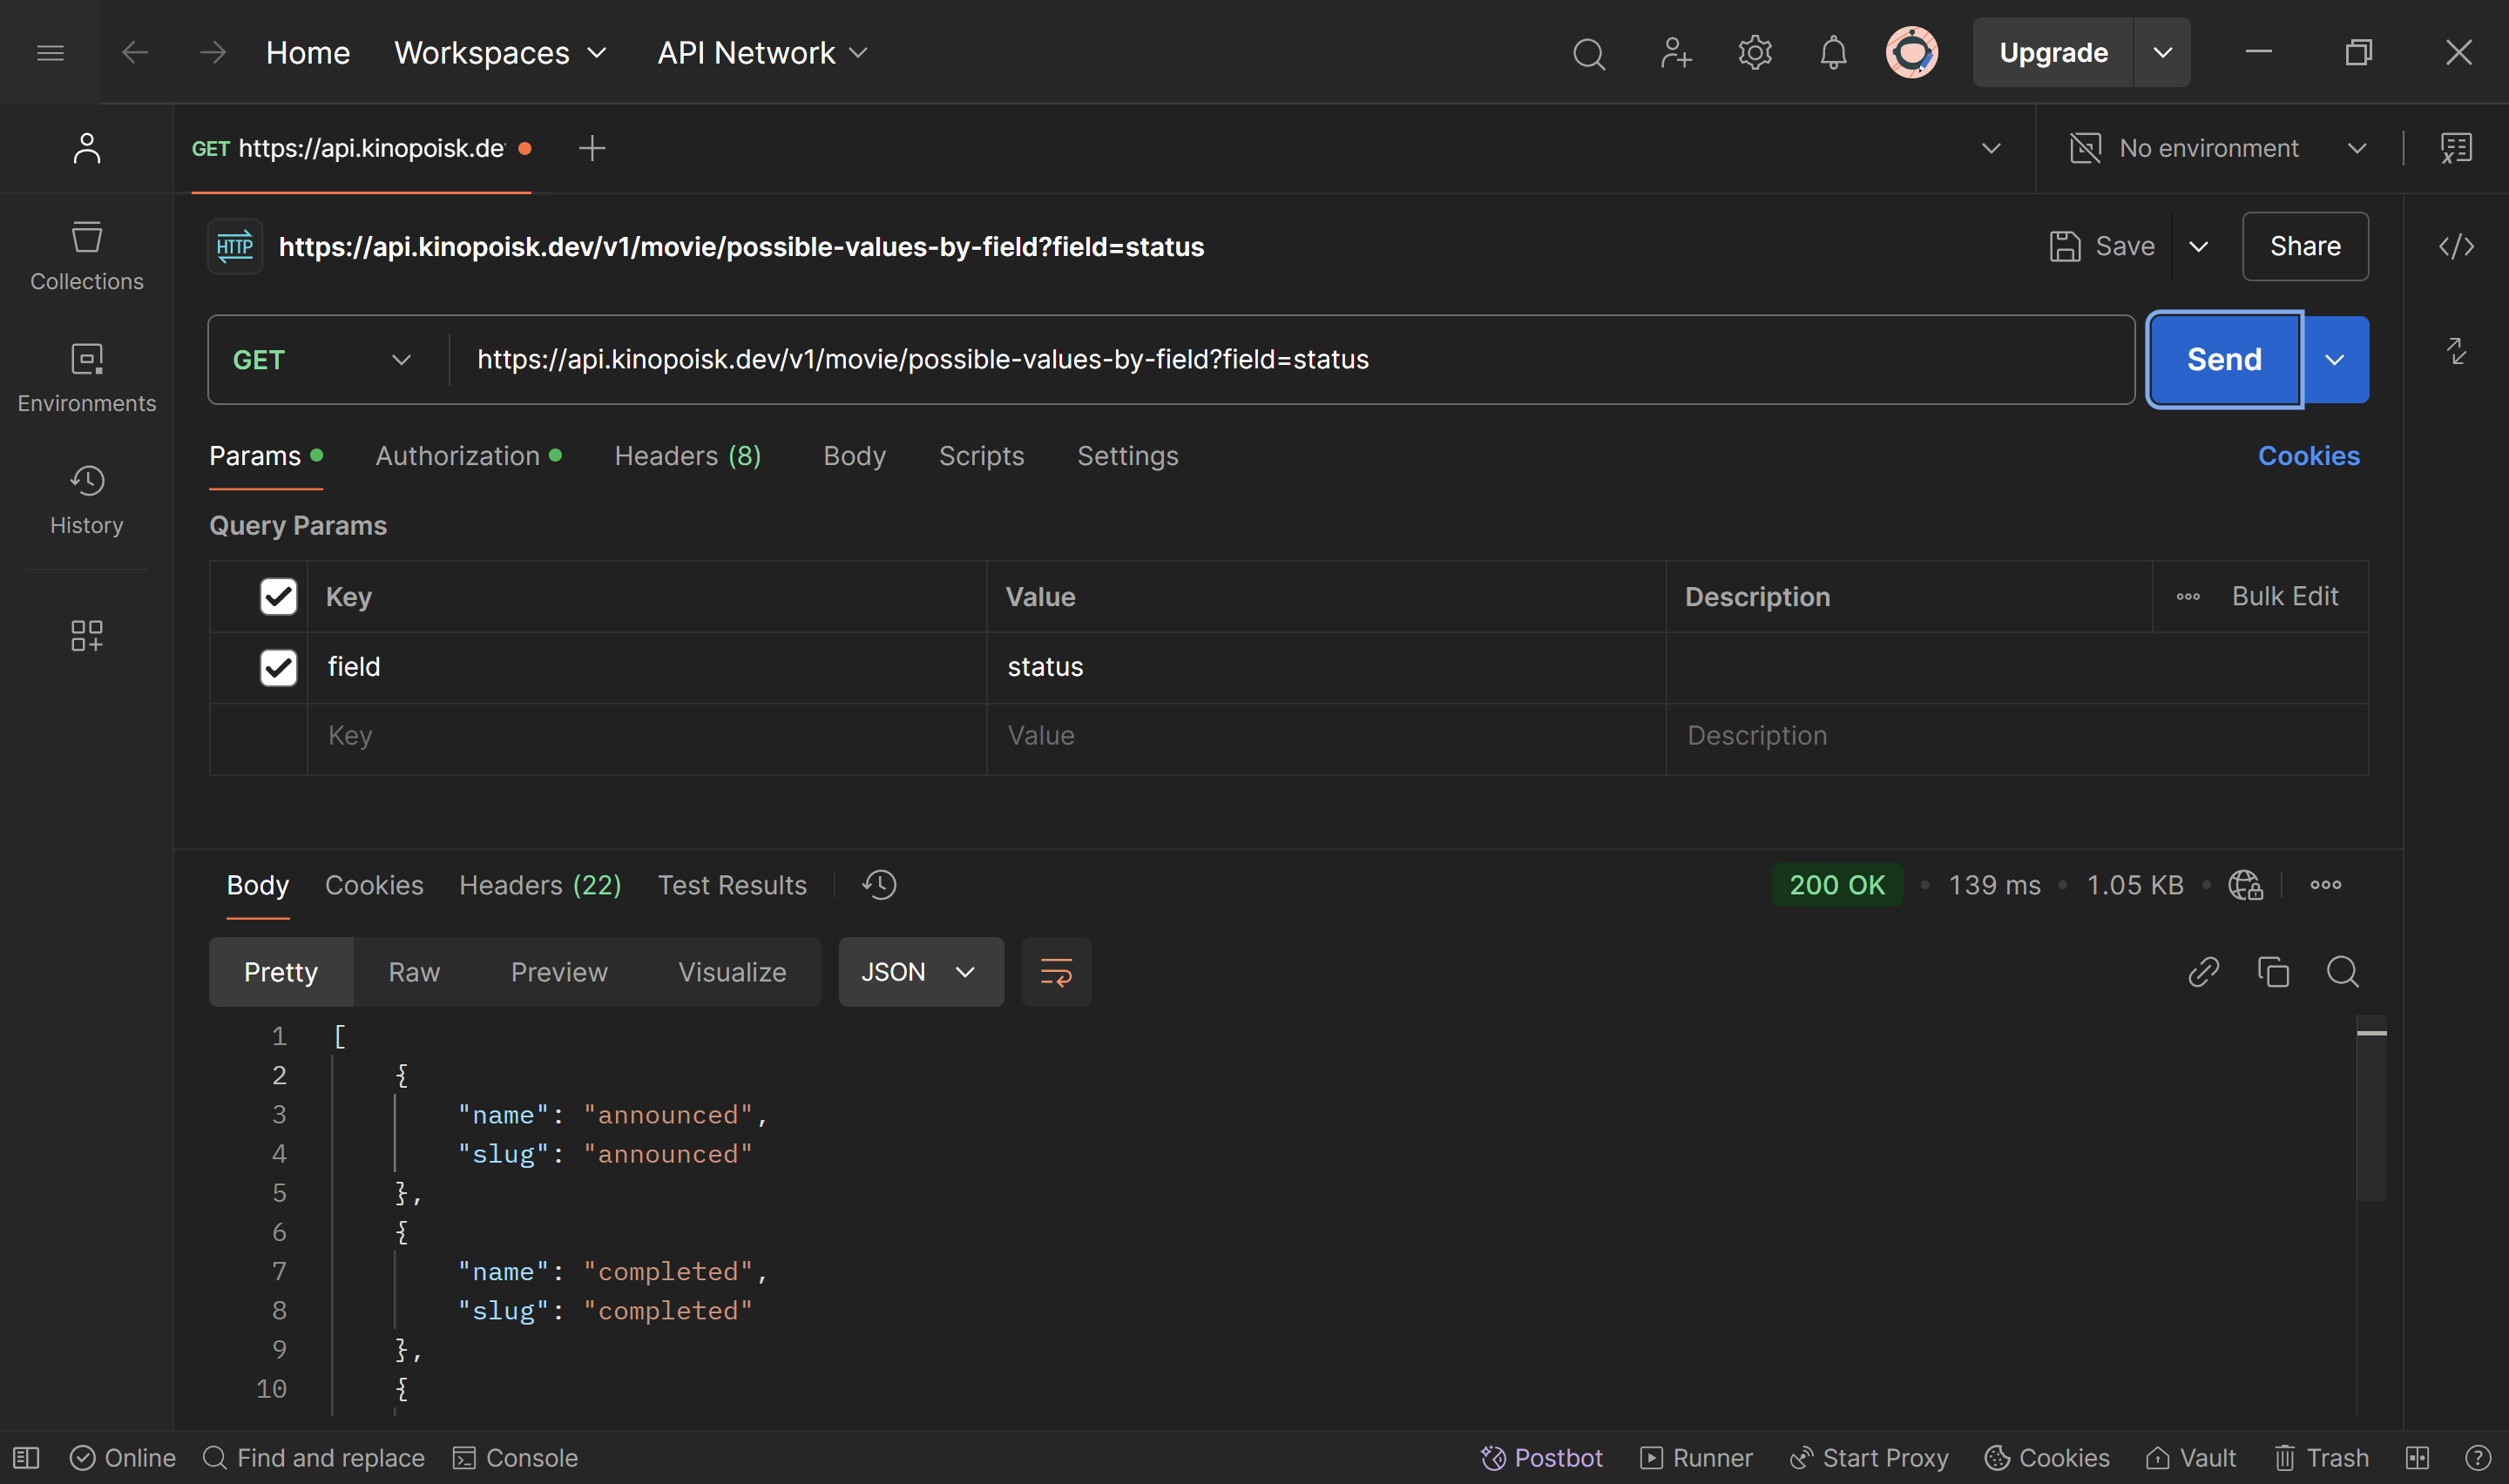 Home Workspaces API Network Upgrade
GET https://api.kinopoisk.de No environment
HTTP https://api.kinopoisk.dev/v1/movie/possible-values-by-field?field=status Save Share
Collections
GET https://api.kinopoisk.dev/v1/movie/possible-values-by-field?field=status Send
Environments
Params Authorization Headers (8) Body Scripts Settings Cookies
History
Query Params
Key Value Description Bulk Edit
field status
Key Value Description
Body Cookies Headers (22) Test Results 200 OK 139 ms 1.05 KB
Pretty Raw Preview Visualize JSON
1 [
2 {
3 "name": "announced",
4 "slug": "announced"
5 },
6 {
7 "name": "completed",
8 "slug": "completed"
9 },
10 {
Online Find and replace Console Postbot Runner Start Proxy Cookies Vault Trash